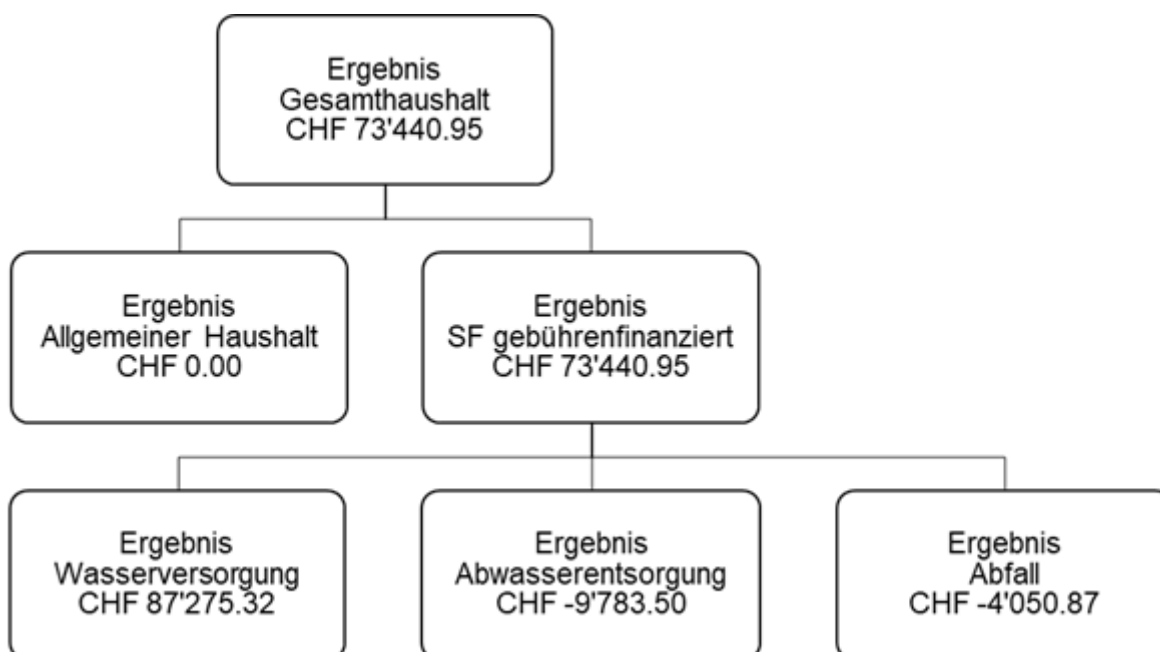 Ergebnis
Gesamthaushalt
CHF 73'440.95
Ergebnis
Allgemeiner Haushalt
CHF 0.00
Ergebnis
SF gebührenfinanziert
CHF 73'440.95
Ergebnis
Wasserversorgung
CHF 87'275.32
Ergebnis
Abwasserentsorgung
CHF -9'783.50
Ergebnis
Abfall
CHF -4'050.87